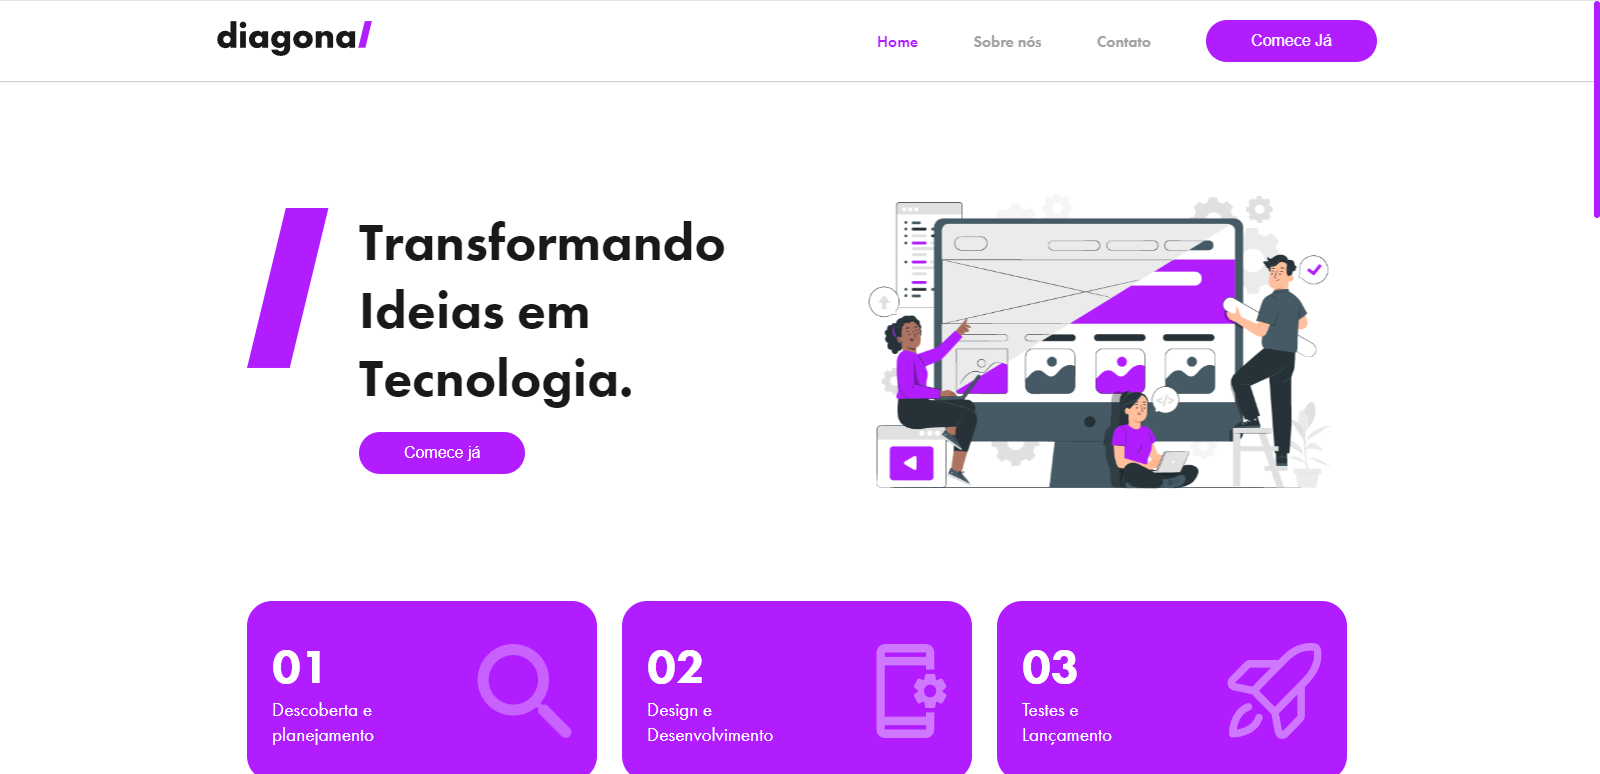 diagonal
Home
Sobre nós
Contato
Comece Já
Transformando
Ideias em
Tecnologia.
Comece já
</>
01
Descoberta e
planejamento
02
Design e
Desenvolvimento
03
Testes e
Lançamento